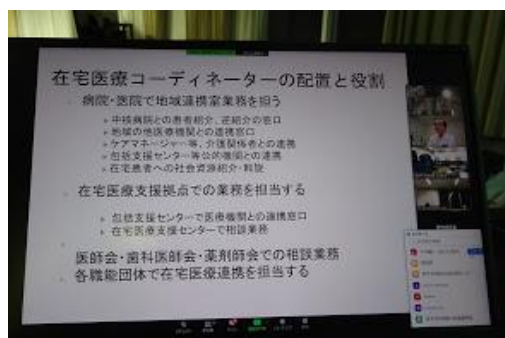 在宅医療コーディネーターの配置と役割
病院・医院で地域連携室業務を担う
中核病院との患者紹介、逆紹介の窓口
地域の他医療機関との連携窓口
ケアマネージャー等、介護関係者との連携
包括支援センター等公的機関との連携
在宅患者への社会資源紹介・解説
在宅医療支援拠点での業務を担当する
包括支援センターで医療機関との連携窓口
在宅医療支援センターで相談業務
医師会・歯科医師会・薬剤師会での相談業務
各職能団体で在宅医療連携を担当する